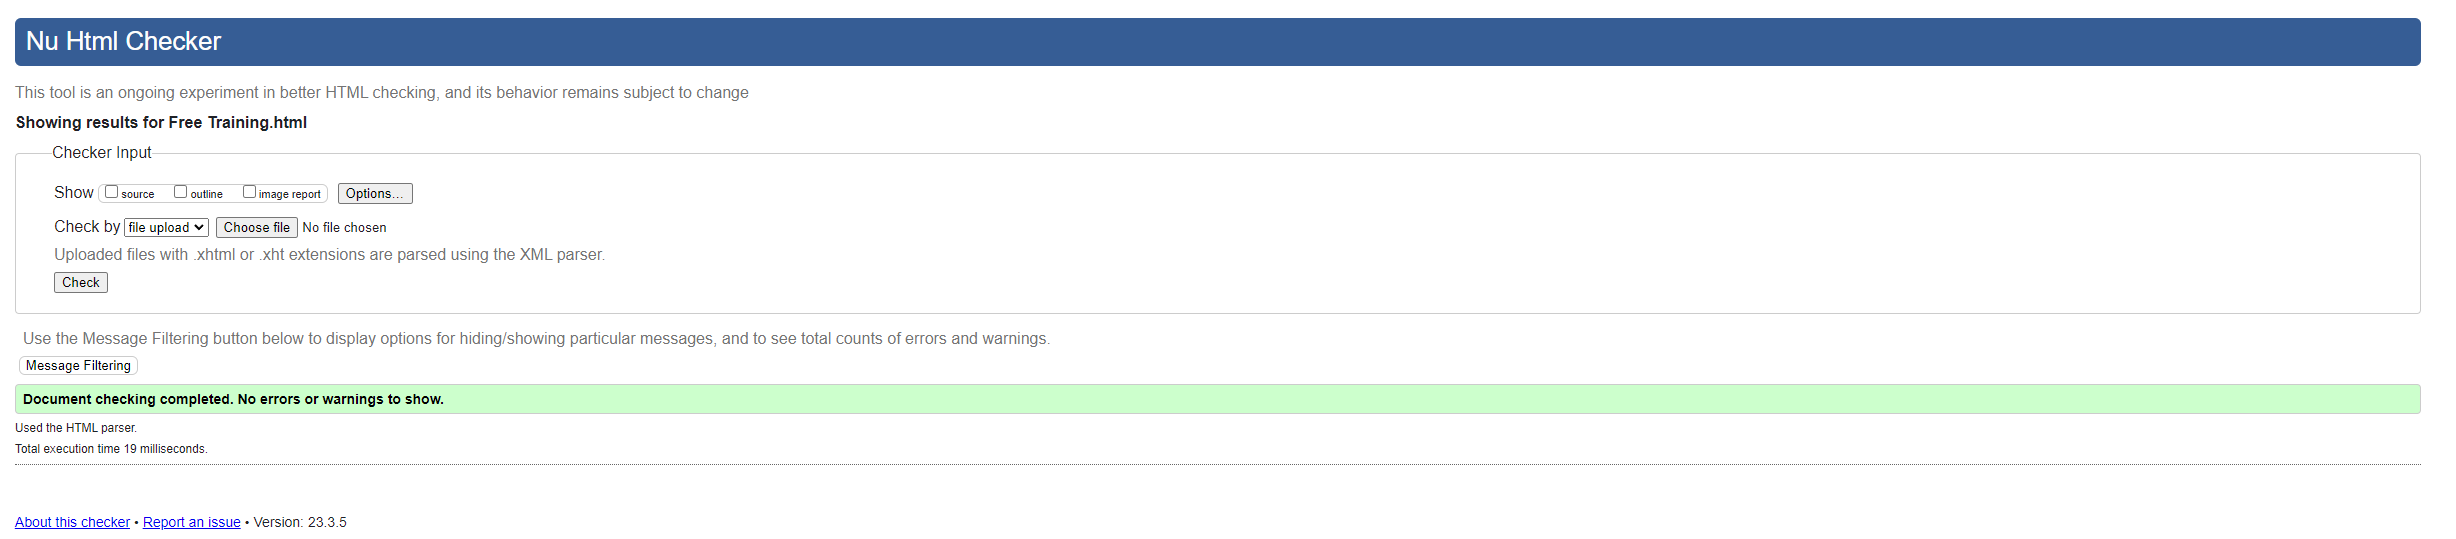 Nu Html Checker
This tool is an ongoing experiment in better HTML checking, and its behavior remains subject to change
Showing results for Free Training.html
Checker Input
Show source outline image report Options...
Check by file upload Choose file No file chosen
Uploaded files with .xhtml or .xht extensions are parsed using the XML parser.
Check
Use the Message Filtering button below to display options for hiding/showing particular messages, and to see total counts of errors and warnings.
Message Filtering
Document checking completed. No errors or warnings to show.
Used the HTML parser.
Total execution time 19 milliseconds.
About this checker • Report an issue • Version: 23.3.5